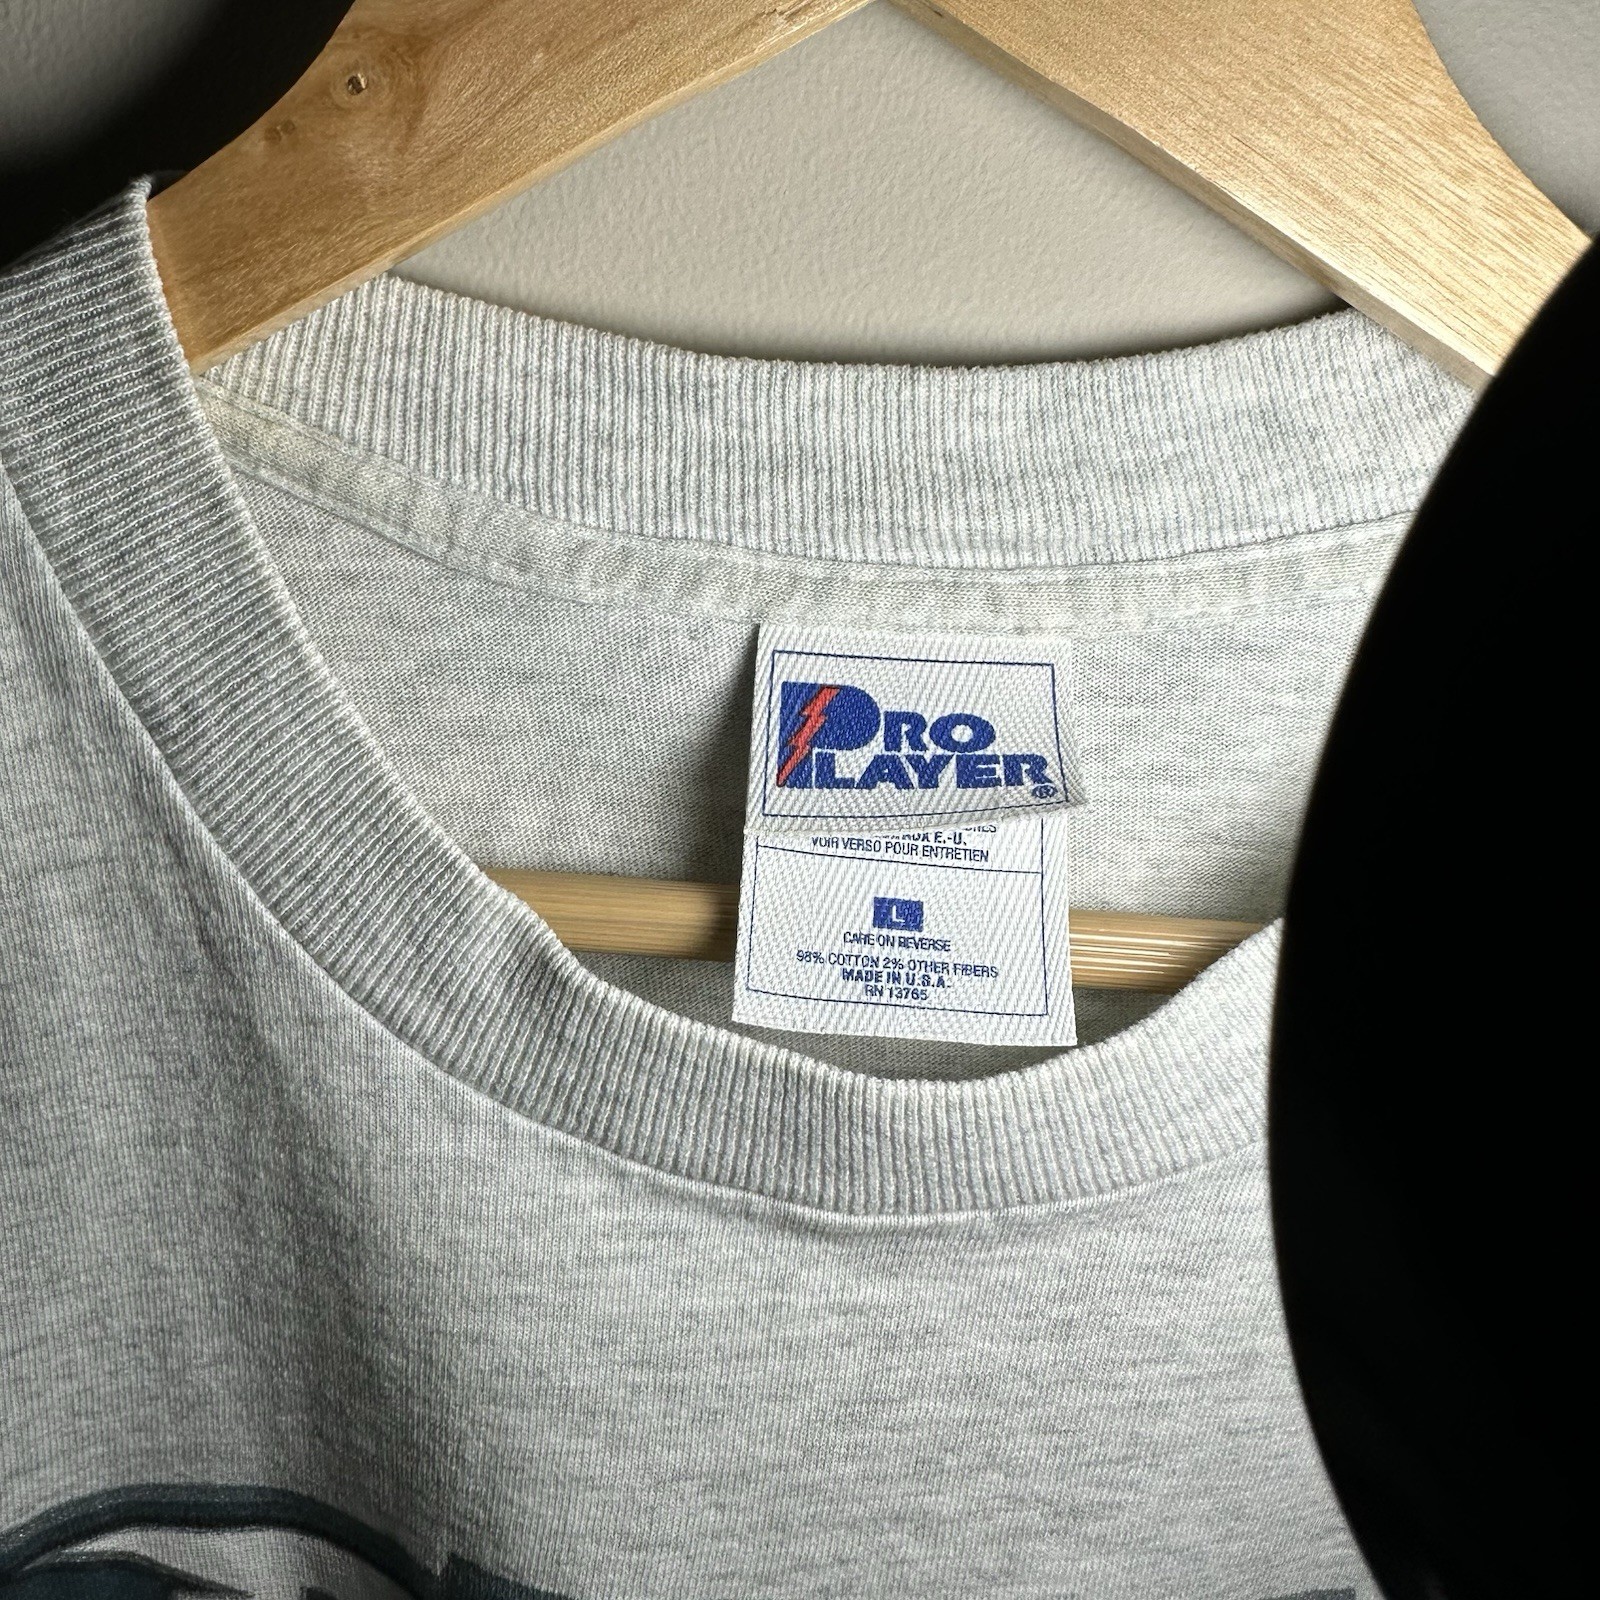 PRO
PLAYER®
E.-U.
VOIR VERSO POUR ENTRETIEN
L
CARE ON REVERSE
98% COTTON 2% OTHER FIBERS
MADE IN U.S.A.
RN 13765